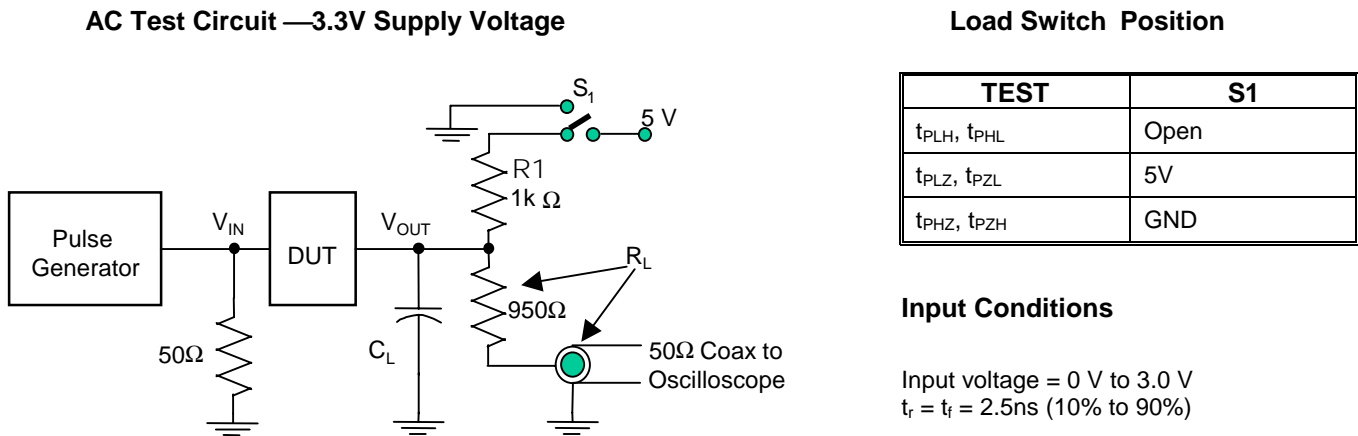 AC Test Circuit —3.3V Supply Voltage
S1
5 V
R1
1k Ω
Pulse
Generator
VIN
DUT
VOUT
RL
950Ω
50Ω
CL
50Ω Coax to
Oscilloscope
Load Switch Position
TEST S1
tPLH, tPHL Open
tPLZ, tPZL 5V
tPHZ, tPZH GND
Input Conditions
Input voltage = 0 V to 3.0 V
tr = tf = 2.5ns (10% to 90%)